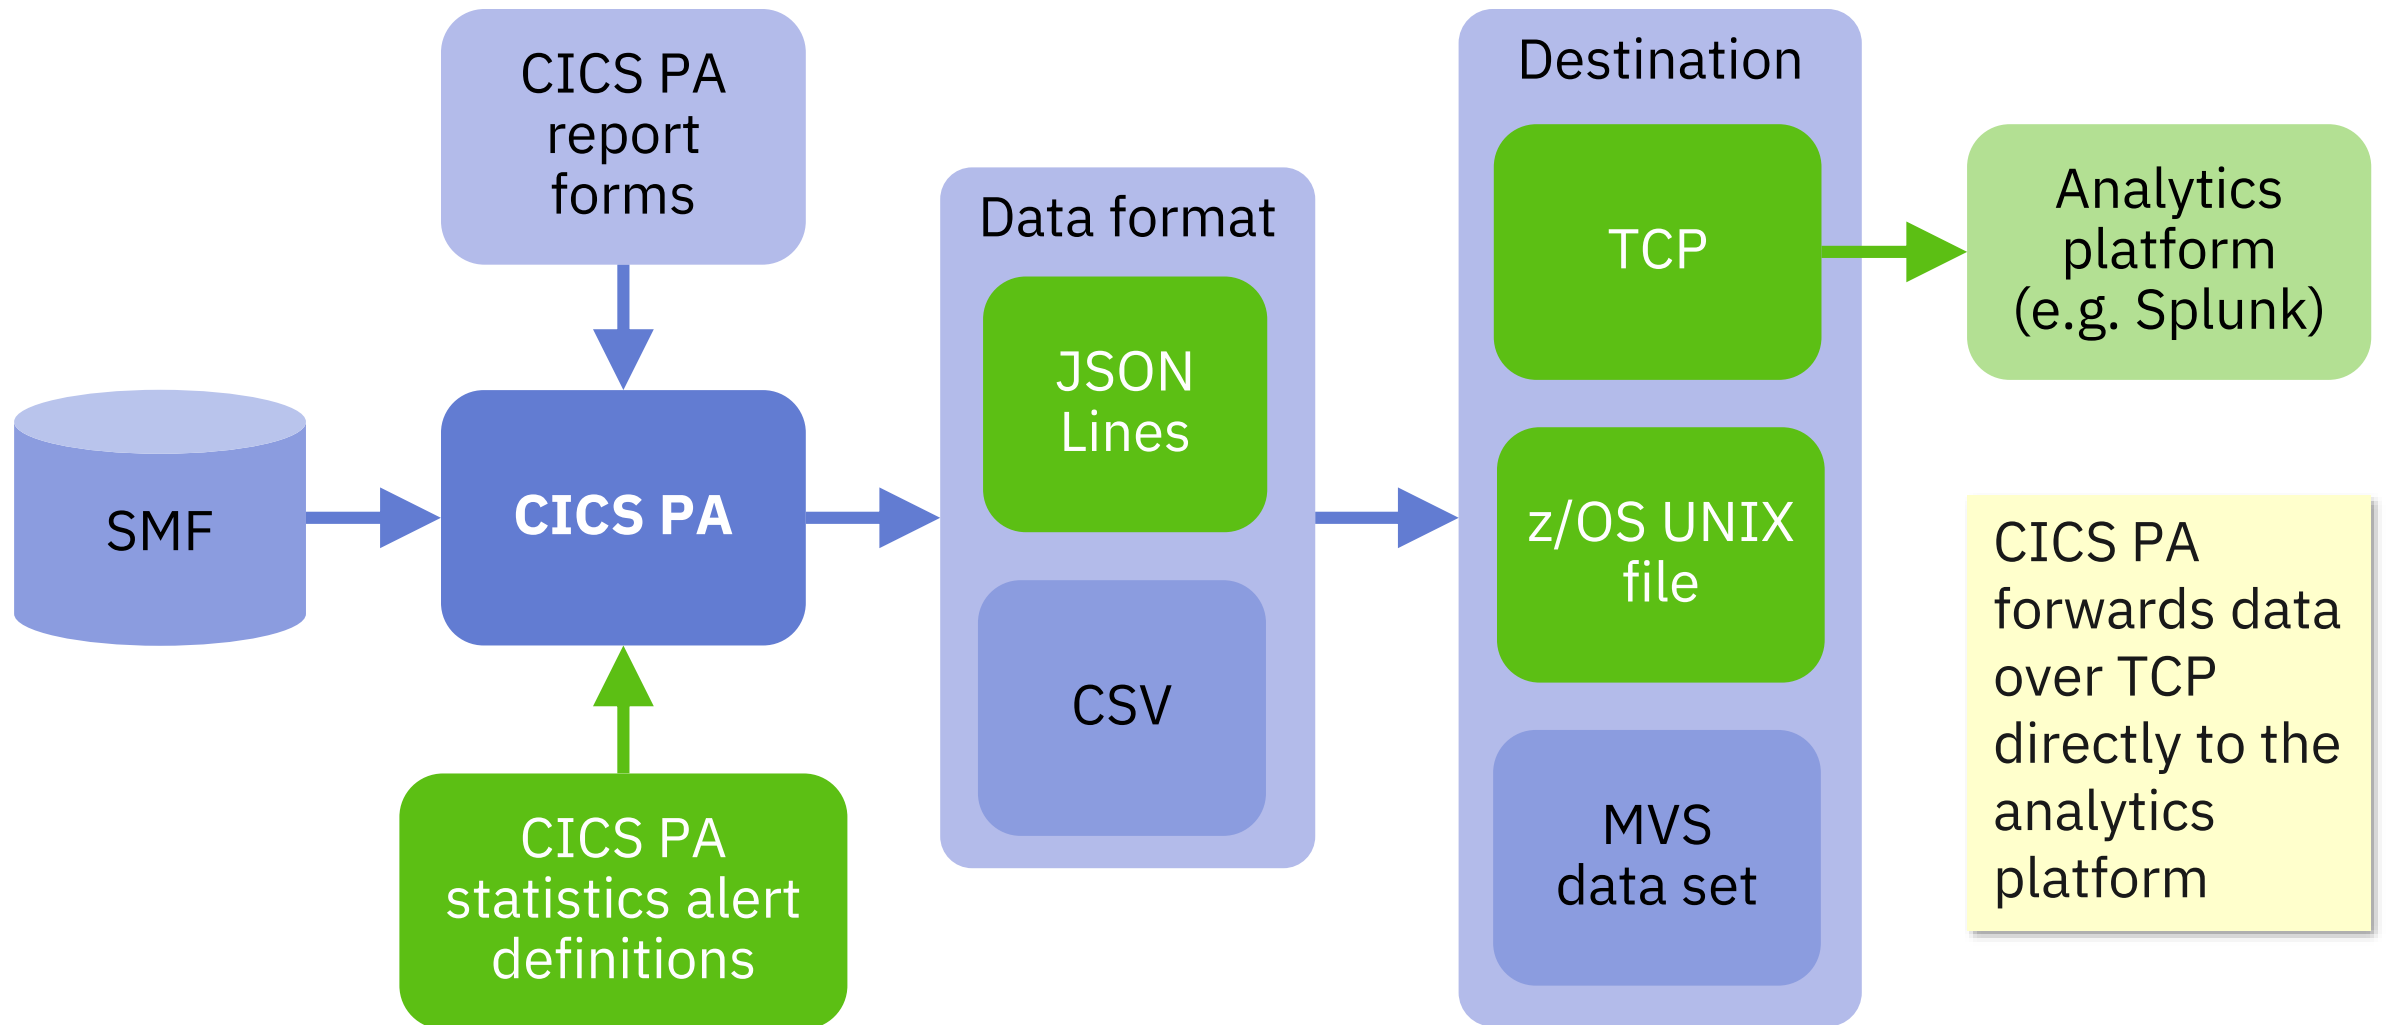 CICS PA
report
forms
SMF
CICS PA
CICS PA
statistics alert
definitions
Data format
JSON
Lines
CSV
Destination
TCP
z/OS UNIX
file
MVS
data set
Analytics
platform
(e.g. Splunk)
CICS PA
forwards data
over TCP
directly to the
analytics
platform